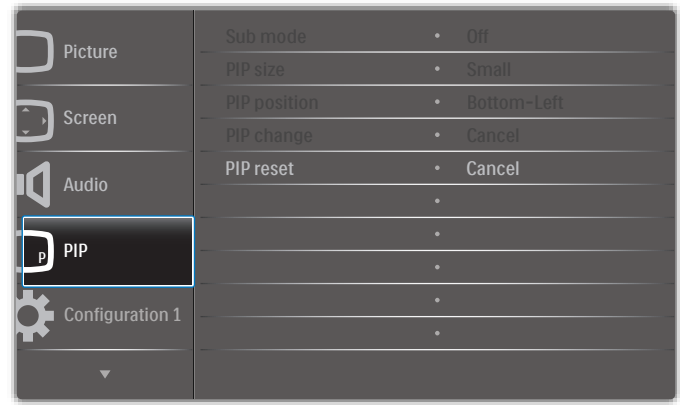 Picture
Screen
Audio
P PIP
Configuration 1
Sub mode • Off
PIP size • Small
PIP position • Bottom-Left
PIP change • Cancel
PIP reset • Cancel
•
•
•
•
•